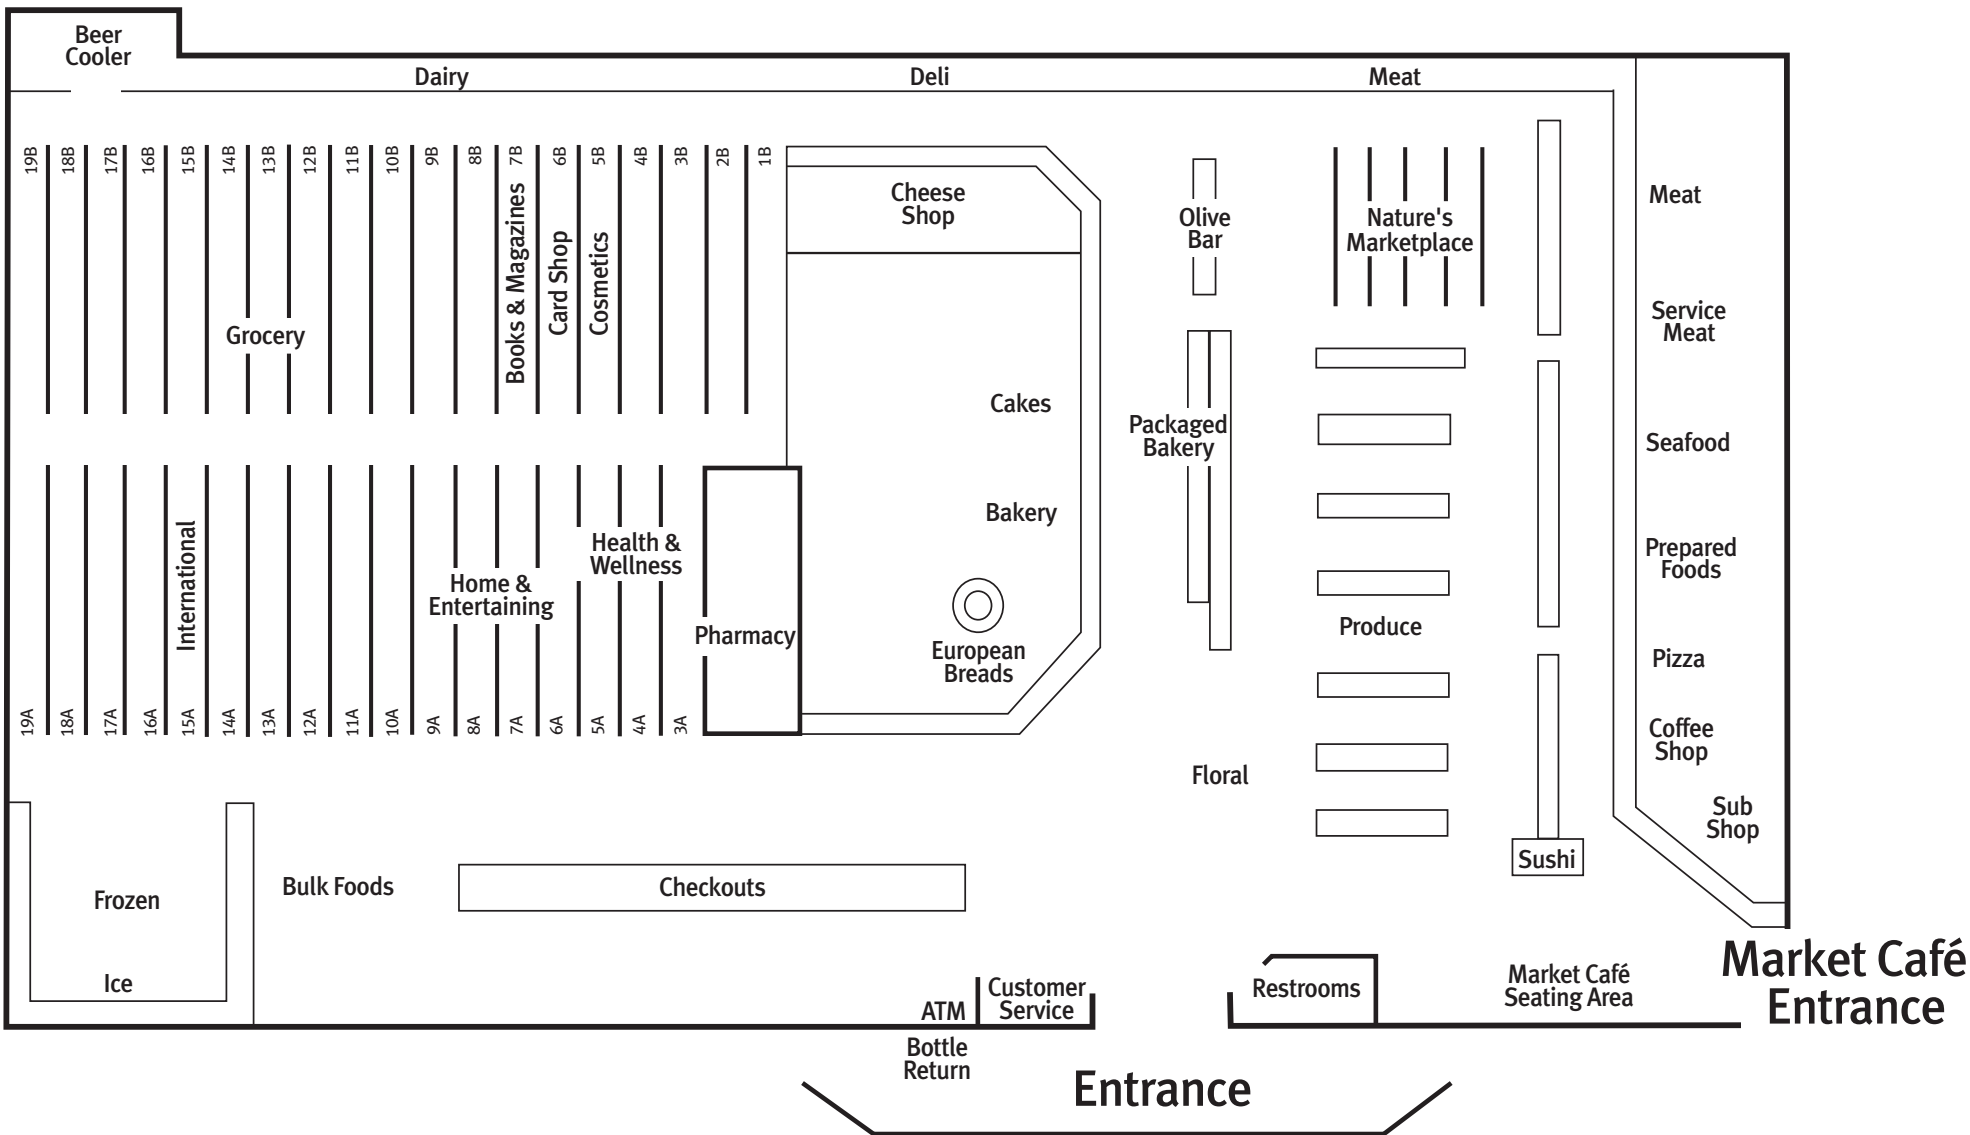 Beer
Cooler
Dairy
Deli
Meat
19B
18B
17B
16B
15B
14B
13B
12B
11B
10B
9B
8B
7B
6B
5B
4B
3B
2B
1B
Books & Magazines
Card Shop
Cosmetics
Grocery
Cheese
Shop
Olive
Bar
Nature's
Marketplace
Meat
Service
Meat
Cakes
Packaged
Bakery
Seafood
Bakery
International
Home &
Entertaining
Health &
Wellness
Pharmacy
European
Breads
Produce
Prepared
Foods
Pizza
Coffee
Shop
Sub
Shop
19A
18A
17A
16A
15A
14A
13A
12A
11A
10A
9A
8A
7A
6A
5A
4A
3A
Floral
Sushi
Frozen
Bulk Foods
Checkouts
Ice
ATM
Customer
Service
Restrooms
Market Café
Seating Area
Market Café
Entrance
Bottle
Return
Entrance